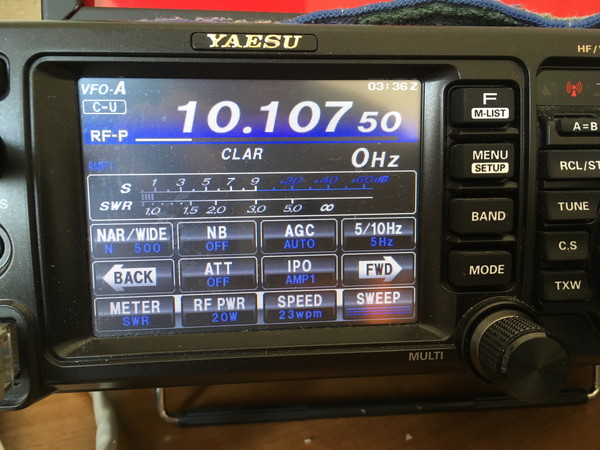 YAESU
HF/
VFO-A
03:36Z
C-U
10.107 50
RF-P
CLAR
0Hz
AMP1
S 1 3 5 7 9 +20 +40 +60dB
SWR 1.0 1.5 2.0 3.0 5.0 ∞
NAR/WIDE NB AGC 5/10Hz
N 500 OFF AUTO 5Hz
BACK ATT IPO FWD
OFF AMP1
METER RF PWR SPEED SWEEP
SWR 20W 23wpm
F
M-LIST
MENU
SETUP
BAND
MODE
A=B
RCL/ST
TUNE
C.S
TXW
MULTI